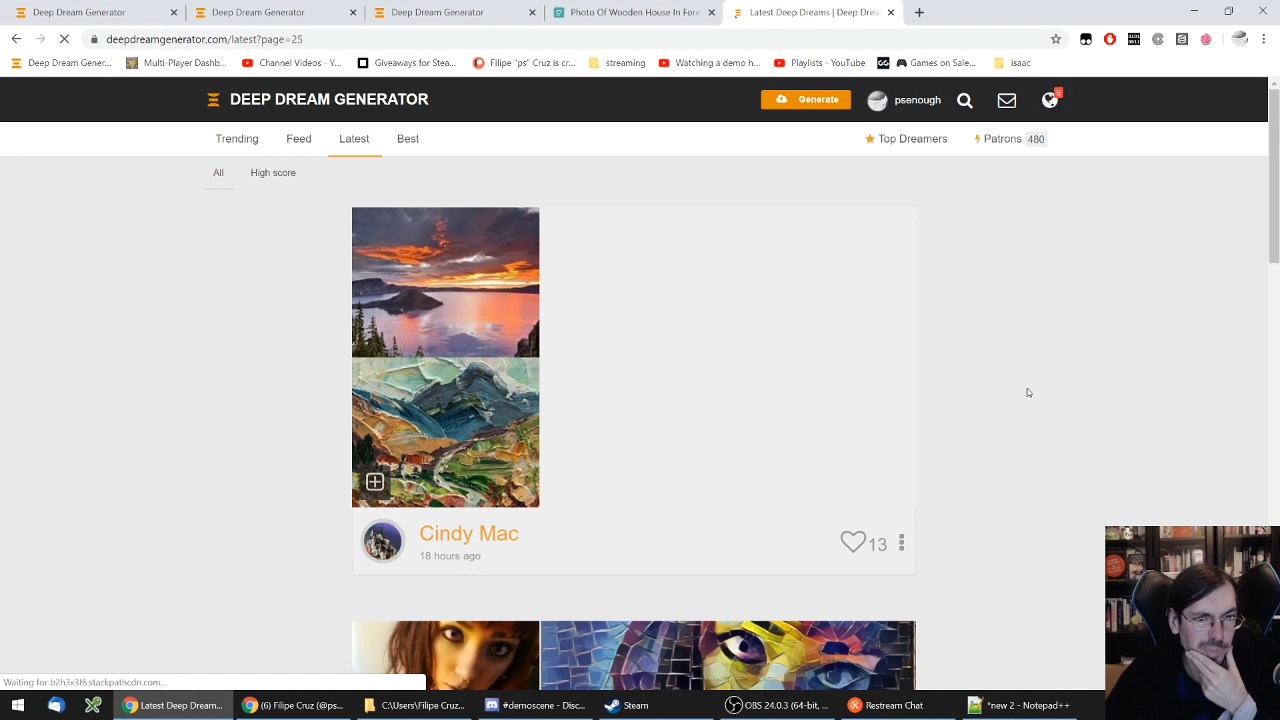 Deep Dream Generator
Deep Dream Generator
Deep Dream Generator
Photo Of Wooden House In Fore
Latest Deep Dreams | Deep Drea
deepdreamgenerator.com/latest?page=25
Deep Dream Gener...
Multi-Player Dashb...
Channel Videos - Y...
Giveaways for Stea...
Filipe "ps" Cruz is cr...
streaming
Watching a demo h...
Playlists - YouTube
GG
Games on Sale...
isaac
DEEP DREAM GENERATOR
Generate
psenough
5
Trending
Feed
Latest
Best
Top Dreamers
Patrons 480
All
High score
Cindy Mac
18 hours ago
13
Waiting for b2h3x3f6.stackpathcdn.com...
Latest Deep Dream...
(6) Filipe Cruz (@ps...
C:\Users\Filipe Cruz...
#demoscene - Disc...
Steam
OBS 24.0.3 (64-bit, ...
Restream Chat
*new 2 - Notepad++